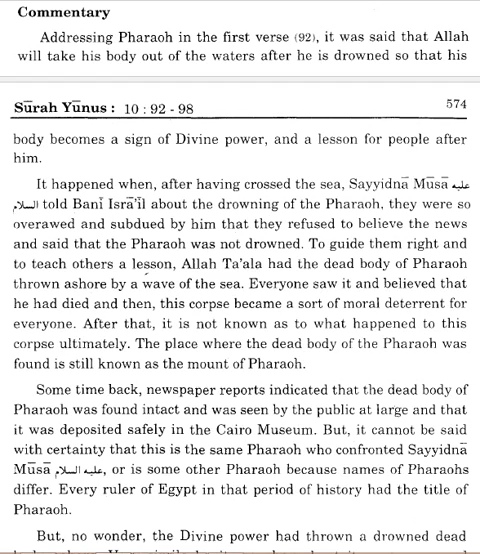 Commentary
Addressing Pharaoh in the first verse (92), it was said that Allah
will take his body out of the waters after he is drowned so that his
Sūrah Yūnus : 10 : 92 - 98
574
body becomes a sign of Divine power, and a lesson for people after
him.
It happened when, after having crossed the sea, Sayyidnā Mūsā عليه
السلام told Banī Isrā'īl about the drowning of the Pharaoh, they were so
overawed and subdued by him that they refused to believe the news
and said that the Pharaoh was not drowned. To guide them right and
to teach others a lesson, Allah Ta'ala had the dead body of Pharaoh
thrown ashore by a wave of the sea. Everyone saw it and believed that
he had died and then, this corpse became a sort of moral deterrent for
everyone. After that, it is not known as to what happened to this
corpse ultimately. The place where the dead body of the Pharaoh was
found is still known as the mount of Pharaoh.
Some time back, newspaper reports indicated that the dead body of
Pharaoh was found intact and was seen by the public at large and that
it was deposited safely in the Cairo Museum. But, it cannot be said
with certainty that this is the same Pharaoh who confronted Sayyidnā
Mūsā عليه السلام, or is some other Pharaoh because names of Pharaohs
differ. Every ruler of Egypt in that period of history had the title of
Pharaoh.
But, no wonder, the Divine power had thrown a drowned dead